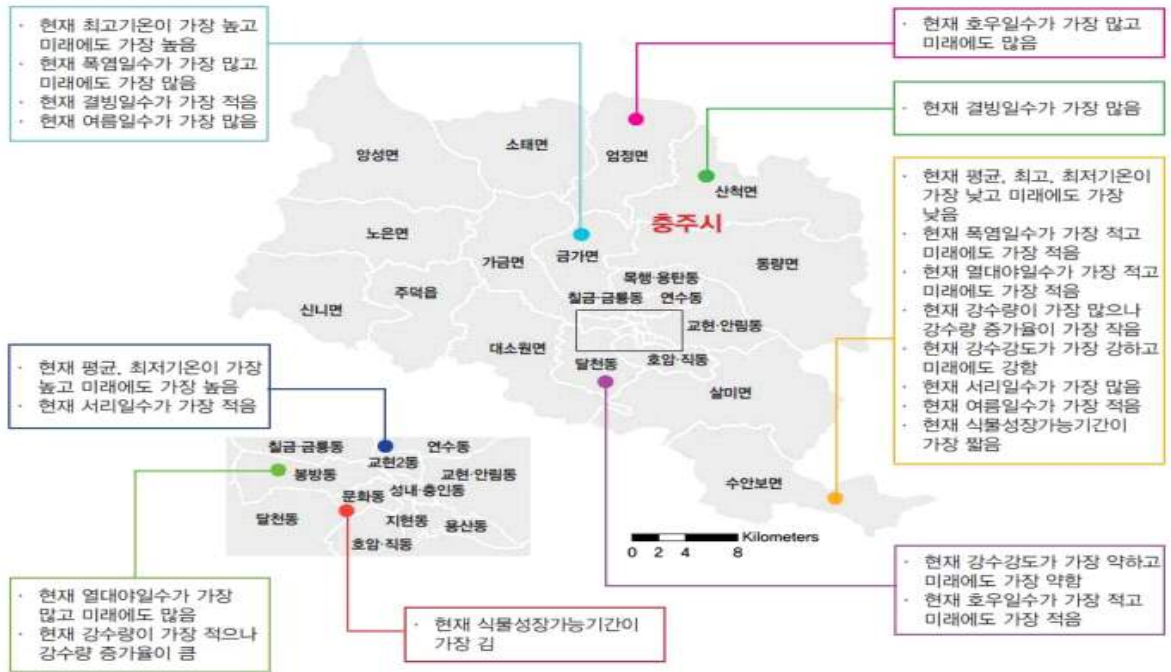 · 현재 최고기온이 가장 높고
미래에도 가장 높음
· 현재 폭염일수가 가장 많고
미래에도 가장 많음
· 현재 결빙일수가 가장 적음
· 현재 여름일수가 가장 많음
· 현재 호우일수가 가장 많고
미래에도 많음
· 현재 결빙일수가 가장 많음
· 현재 평균, 최고, 최저기온이
가장 낮고 미래에도 가장
낮음
· 현재 폭염일수가 가장 적고
미래에도 가장 적음
· 현재 열대야일수가 가장 적고
미래에도 가장 적음
· 현재 강수량이 가장 많으나
강수량 증가율이 가장 작음
· 현재 강수강도가 가장 강하고
미래에도 강함
· 현재 서리일수가 가장 많음
· 현재 여름일수가 가장 적음
· 현재 식물성장가능기간이
가장 짧음
앙성면
소태면
엄정면
산척면
충주시
노은면
가금면
금가면
동량면
목행·용탄동
신니면
주덕읍
칠금·금릉동
연수동
교현·안림동
대소원면
달천동
호암·직동
살미면
수안보면
· 현재 평균, 최저기온이 가장
높고 미래에도 가장 높음
· 현재 서리일수가 가장 적음
칠금·금릉동
연수동
교현2동
봉방동
교현·안림동
문화동
성내·충인동
달천동
지현동
용산동
호암·직동
Kilometers
0 2 4 8
· 현재 열대야일수가 가장
많고 미래에도 많음
· 현재 강수량이 가장 적으나
강수량 증가율이 큼
· 현재 식물성장가능기간이
가장 김
· 현재 강수강도가 가장 약하고
미래에도 가장 약함
· 현재 호우일수가 가장 적고
미래에도 가장 적음